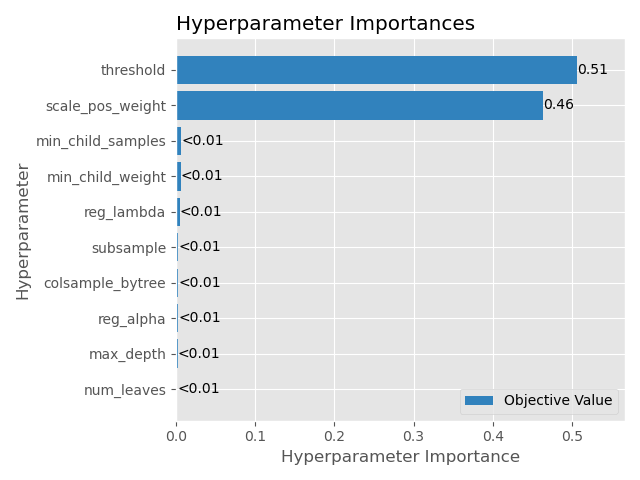 Hyperparameter Importances
threshold 0.51
scale_pos_weight 0.46
min_child_samples <0.01
min_child_weight <0.01
reg_lambda <0.01
subsample <0.01
colsample_bytree <0.01
reg_alpha <0.01
max_depth <0.01
num_leaves <0.01
Hyperparameter
Objective Value
0.0 0.1 0.2 0.3 0.4 0.5
Hyperparameter Importance